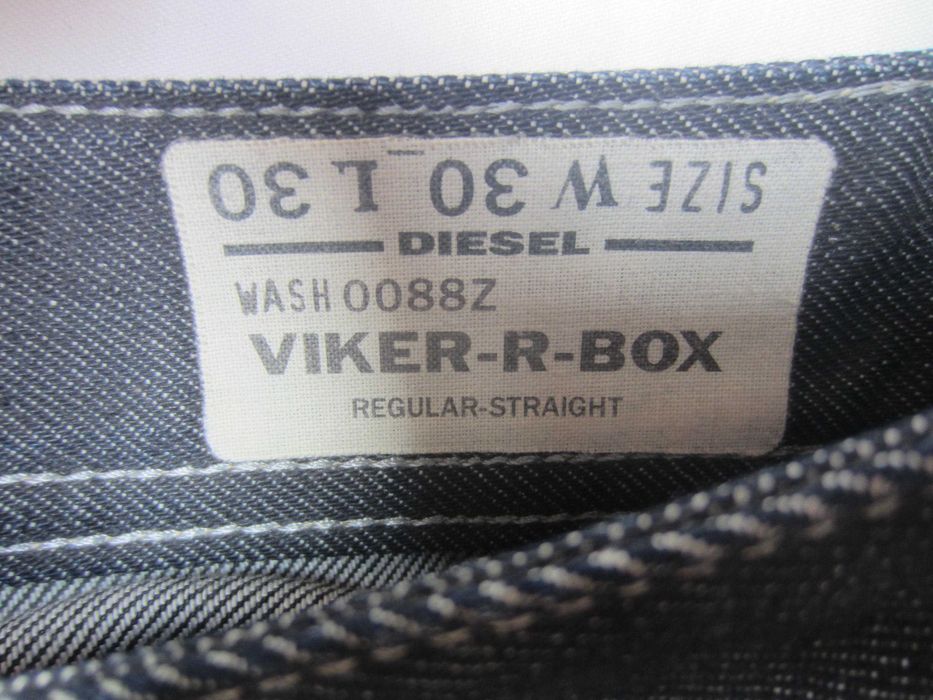 SIZE W 30 L 30
DIESEL
WASH 0088Z
VIKER-R-BOX
REGULAR-STRAIGHT